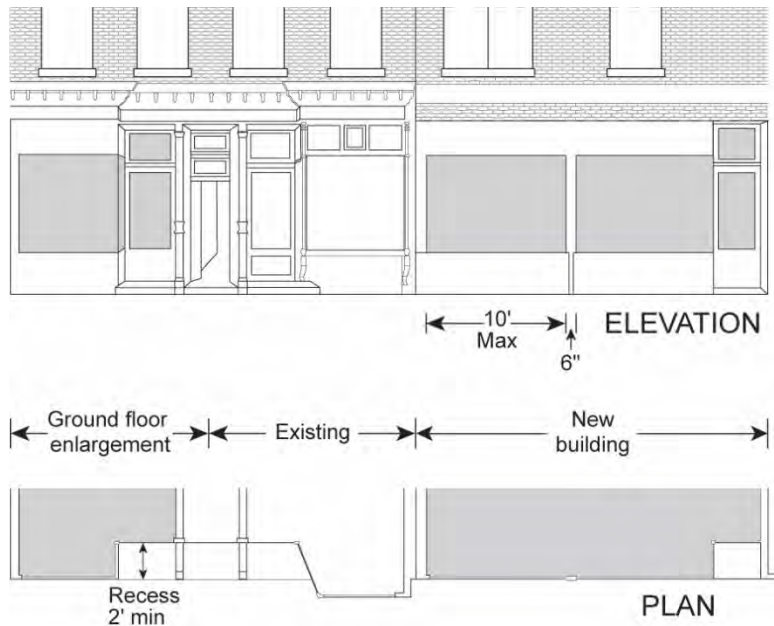 10'
Max
6"
ELEVATION
Ground floor
enlargement
Existing
New
building
Recess
2' min
PLAN